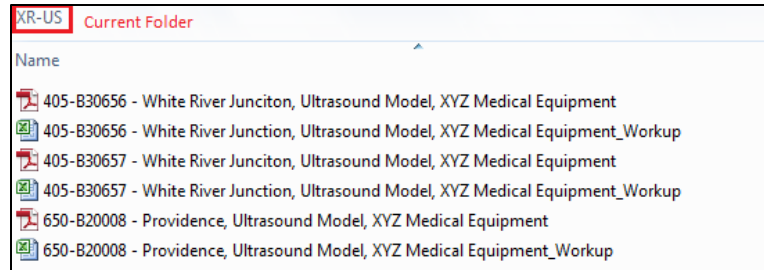 XR-US Current Folder
Name
405-B30656 - White River Junciton, Ultrasound Model, XYZ Medical Equipment
405-B30656 - White River Junction, Ultrasound Model, XYZ Medical Equipment_Workup
405-B30657 - White River Junciton, Ultrasound Model, XYZ Medical Equipment
405-B30657 - White River Junction, Ultrasound Model, XYZ Medical Equipment_Workup
650-B20008 - Providence, Ultrasound Model, XYZ Medical Equipment
650-B20008 - Providence, Ultrasound Model, XYZ Medical Equipment_Workup